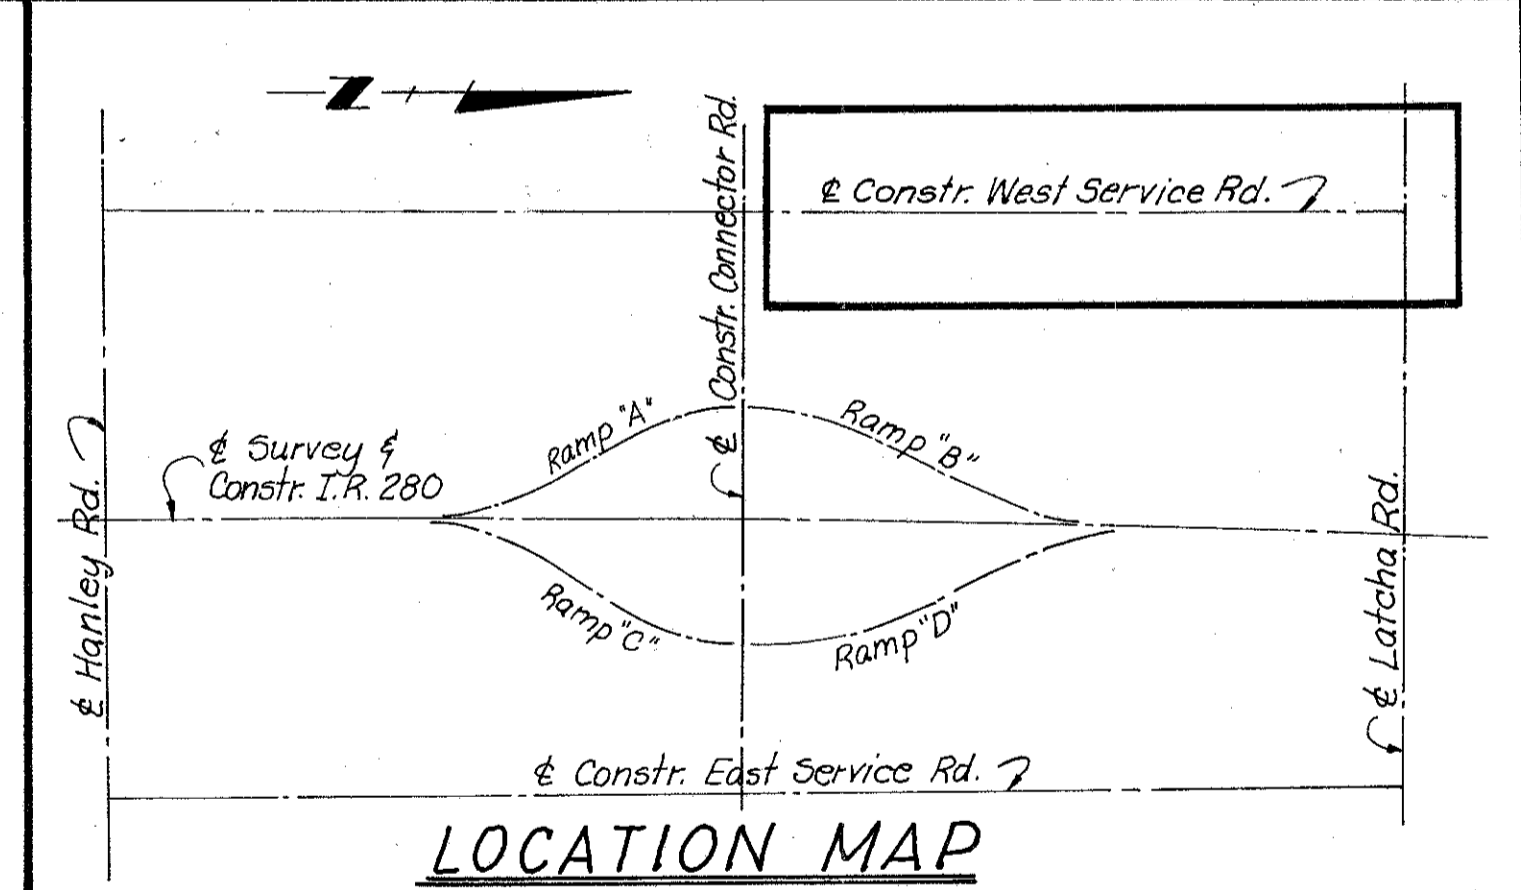 N
℄ Constr. Connector Rd.
℄ Constr. West Service Rd.
℄ Hanley Rd.
℄ Survey &
Constr. I.R. 280
Ramp "A"
Ramp "B"
Ramp "C"
Ramp "D"
℄ Latcha Rd.
℄ Constr. East Service Rd.
LOCATION MAP